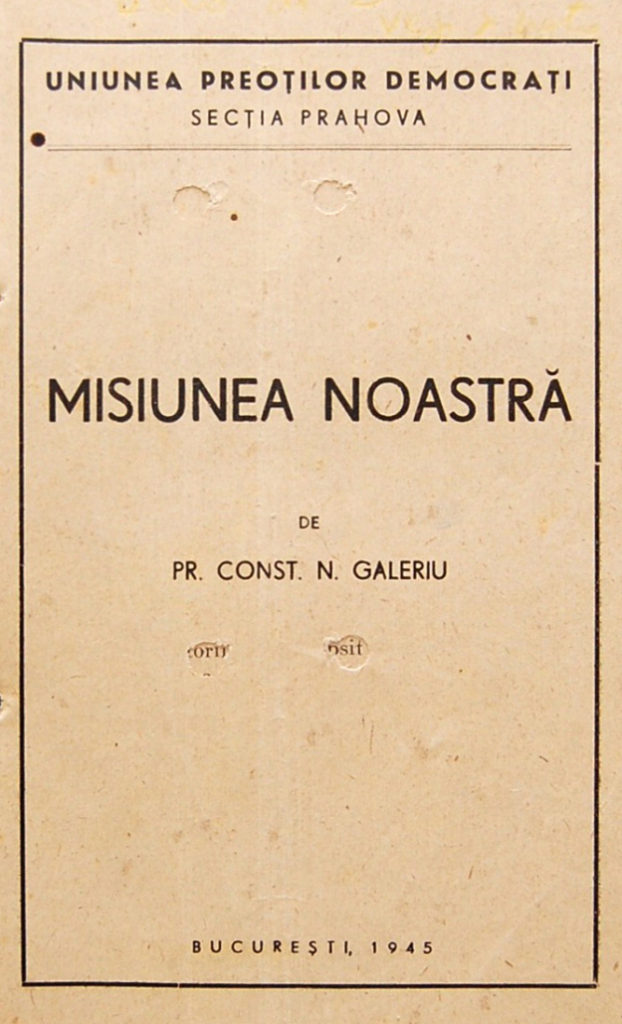 UNIUNEA PREOȚILOR DEMOCRAȚI
SECȚIA PRAHOVA
MISIUNEA NOASTRĂ
DE
PR. CONST. N. GALERIU
BUCUREȘTI, 1945